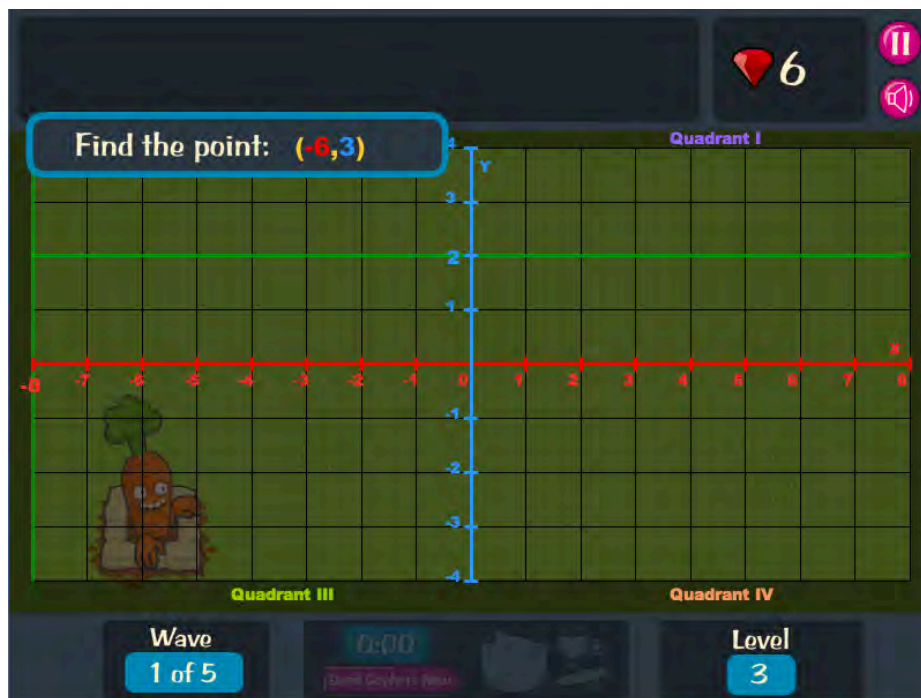 6
Find the point: (-6,3)
Quadrant I
4
Y
3
2
1
X
-8 -7 -6 -5 -4 -3 -2 -1 0 1 2 3 4 5 6 7 8
-1
-2
-3
-4
Quadrant III
Quadrant IV
Wave
1 of 5
0:00
Level
3